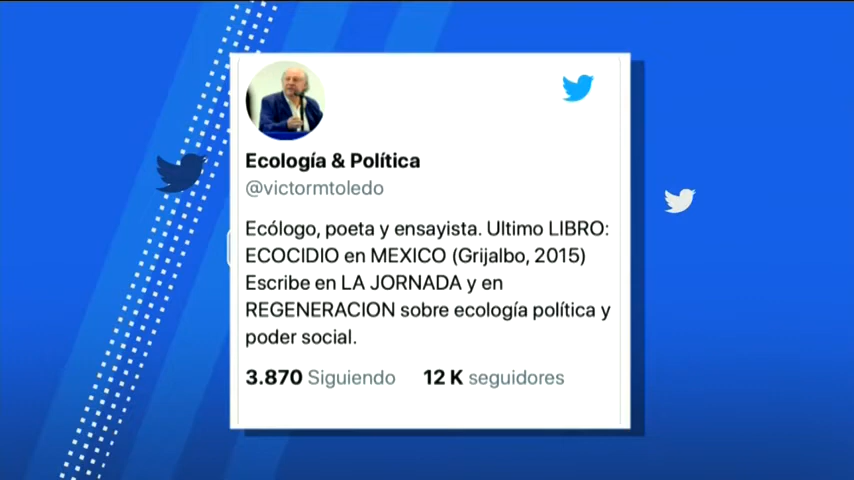 Ecología & Política
@victormtoledo
Ecólogo, poeta y ensayista. Ultimo LIBRO:
ECOCIDIO en MEXICO (Grijalbo, 2015)
Escribe en LA JORNADA y en
REGENERACION sobre ecología política y
poder social.
3.870 Siguiendo 12 K seguidores